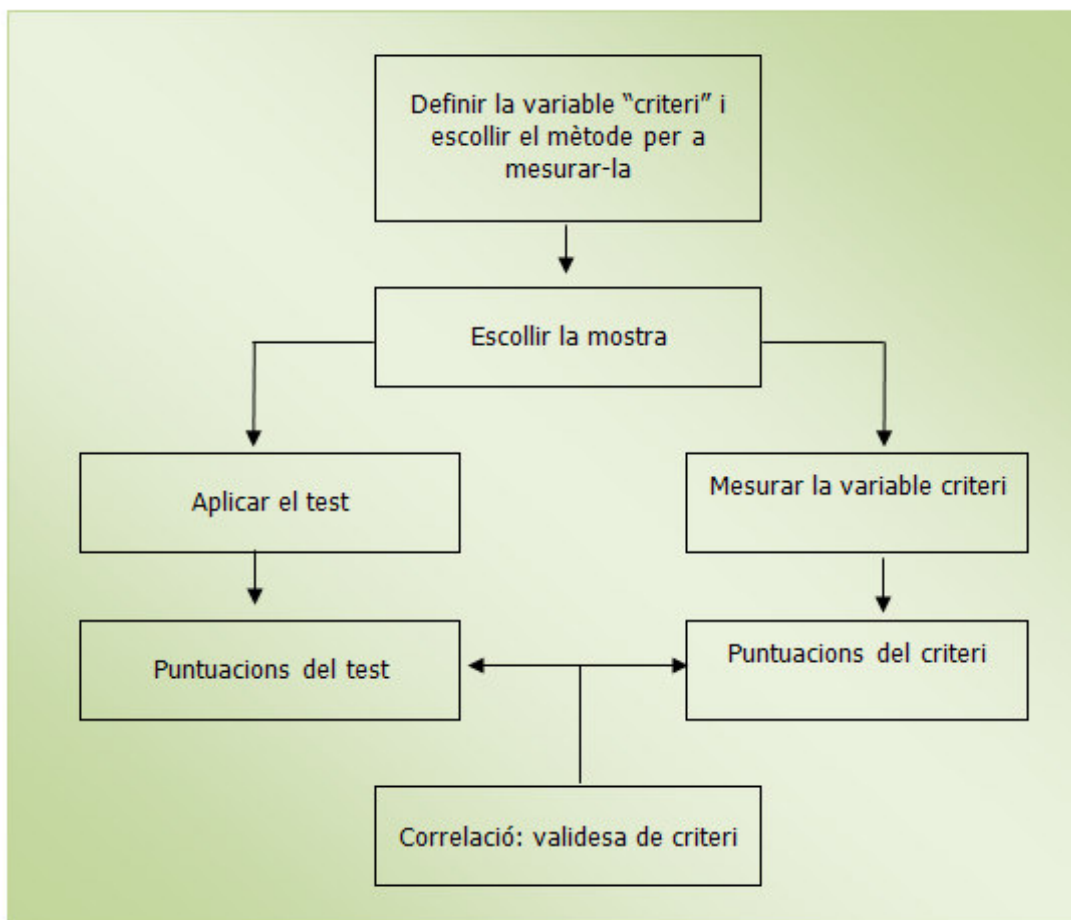 Definir la variable “criteri” i
escollir el mètode per a
mesurar-la
Escollir la mostra
Aplicar el test
Mesurar la variable criteri
Puntuacions del test
Puntuacions del criteri
Correlació: validesa de criteri